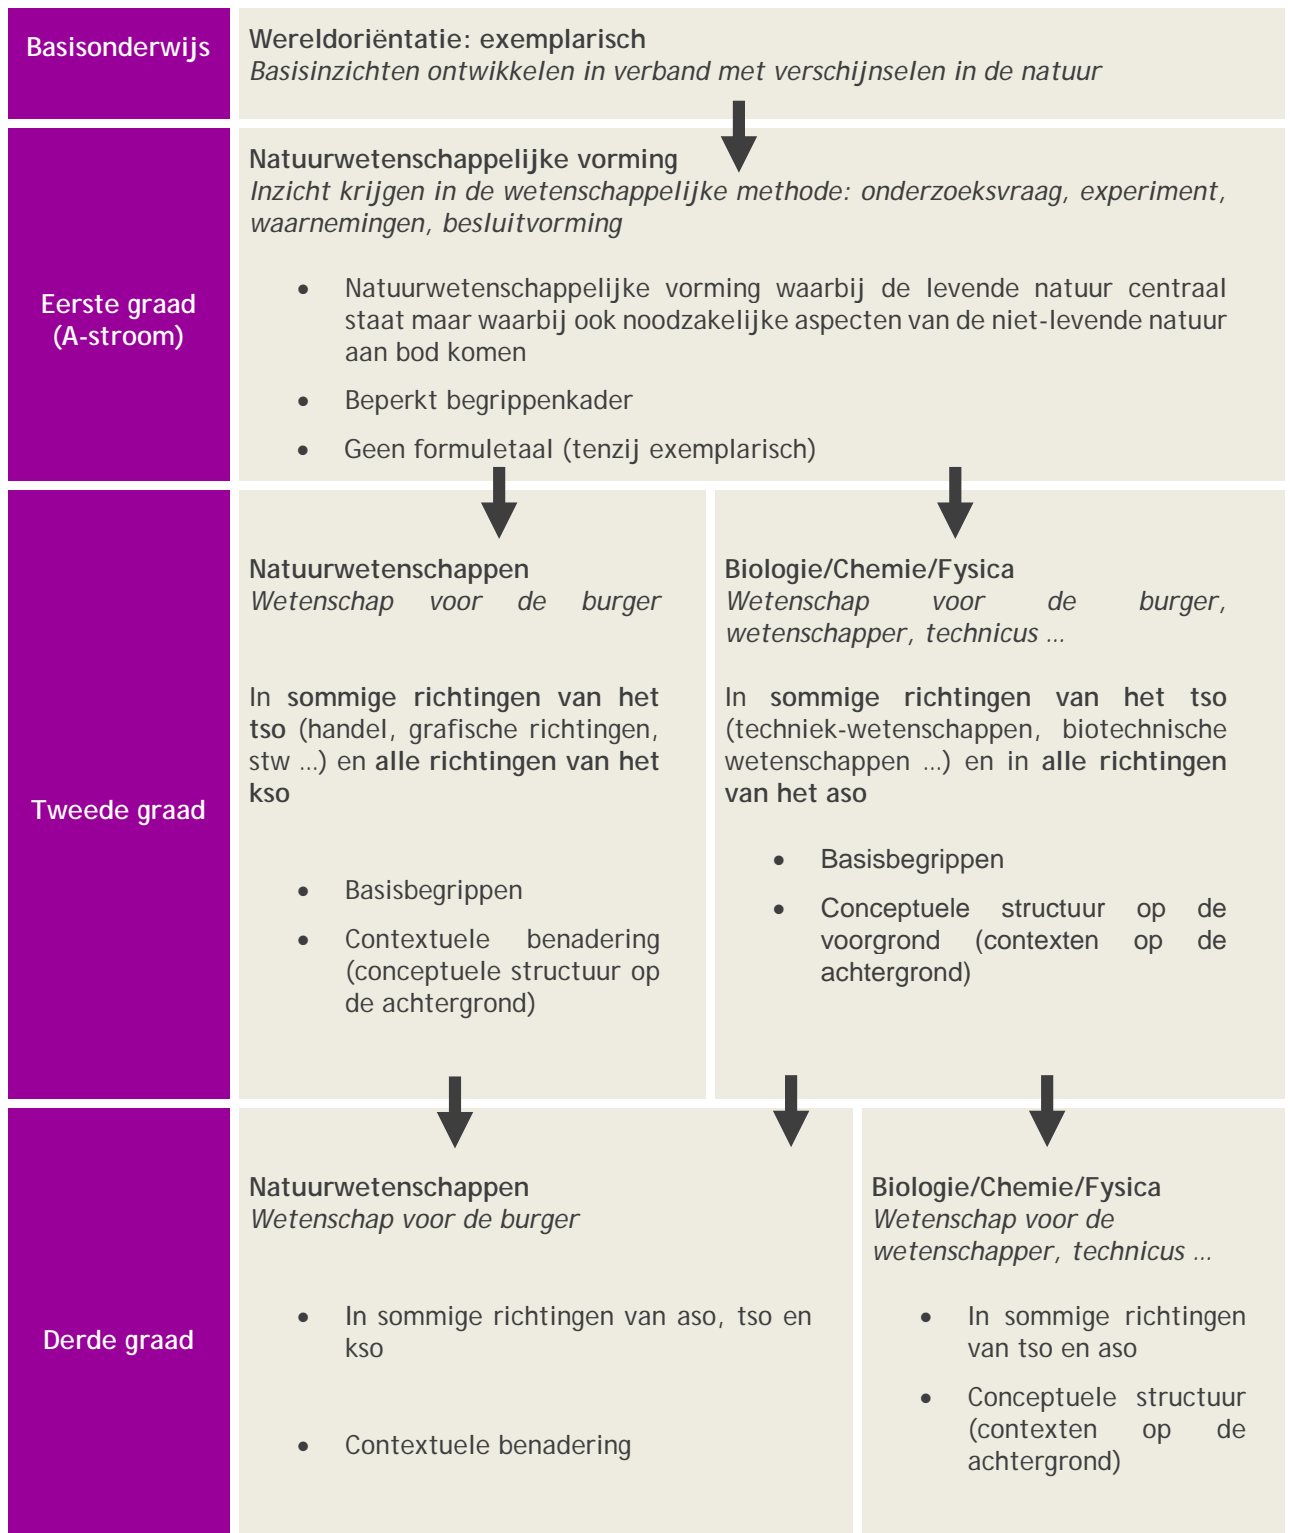 Basisonderwijs
Wereldoriëntatie: exemplarisch
Basisinzichten ontwikkelen in verband met verschijnselen in de natuur
Eerste graad
(A-stroom)
Natuurwetenschappelijke vorming
Inzicht krijgen in de wetenschappelijke methode: onderzoeksvraag, experiment,
waarnemingen, besluitvorming
• Natuurwetenschappelijke vorming waarbij de levende natuur centraal
staat maar waarbij ook noodzakelijke aspecten van de niet-levende natuur
aan bod komen
• Beperkt begrippenkader
• Geen formuletaal (tenzij exemplarisch)
Tweede graad
Natuurwetenschappen
Wetenschap voor de burger
In sommige richtingen van het
tso (handel, grafische richtingen,
stw …) en alle richtingen van het
kso
• Basisbegrippen
• Contextuele benadering
(conceptuele structuur op
de achtergrond)
Biologie/Chemie/Fysica
Wetenschap voor de burger,
wetenschapper, technicus …
In sommige richtingen van het tso
(techniek-wetenschappen, biotechnische
wetenschappen …) en in alle richtingen
van het aso
• Basisbegrippen
• Conceptuele structuur op de
voorgrond (contexten op de
achtergrond)
Derde graad
Natuurwetenschappen
Wetenschap voor de burger
• In sommige richtingen van aso, tso en
kso
• Contextuele benadering
Biologie/Chemie/Fysica
Wetenschap voor de
wetenschapper, technicus …
• In sommige richtingen
van tso en aso
• Conceptuele structuur
(contexten op de
achtergrond)